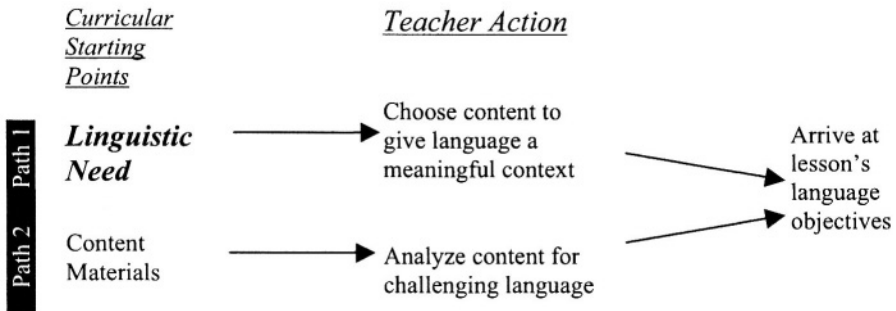 Curricular
Starting
Points
Teacher Action
Path 1
Linguistic
Need
Choose content to
give language a
meaningful context
Arrive at
lesson's
language
objectives
Path 2
Content
Materials
Analyze content for
challenging language